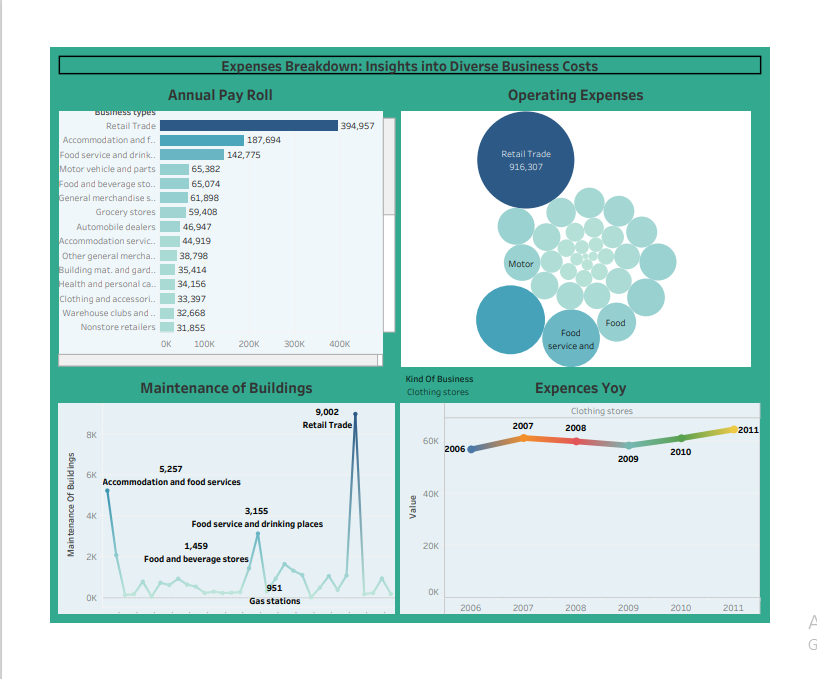 Expenses Breakdown: Insights into Diverse Business Costs
Annual Pay Roll
Business types
Retail Trade 394,957
Accommodation and f.. 187,694
Food service and drink.. 142,775
Motor vehicle and parts 65,382
Food and beverage sto.. 65,074
General merchandise s.. 61,898
Grocery stores 59,408
Automobile dealers 46,947
Accommodation servic.. 44,919
Other general mercha.. 38,798
Building mat. and gard.. 35,414
Health and personal ca.. 34,156
Clothing and accessori.. 33,397
Warehouse clubs and .. 32,668
Nonstore retailers 31,855
0K 100K 200K 300K 400K
Operating Expenses
Retail Trade
916,307
Motor
Food
Food
service and
Maintenance of Buildings
Maintenance Of Buildings
8K
6K
4K
2K
0K
9,002
Retail Trade
5,257
Accommodation and food services
3,155
Food service and drinking places
1,459
Food and beverage stores
951
Gas stations
Kind Of Business
Clothing stores
Expences Yoy
Clothing stores
Value
60K
40K
20K
0K
2006
2007
2008
2009
2010
2011
2006 2007 2008 2009 2010 2011
A
G